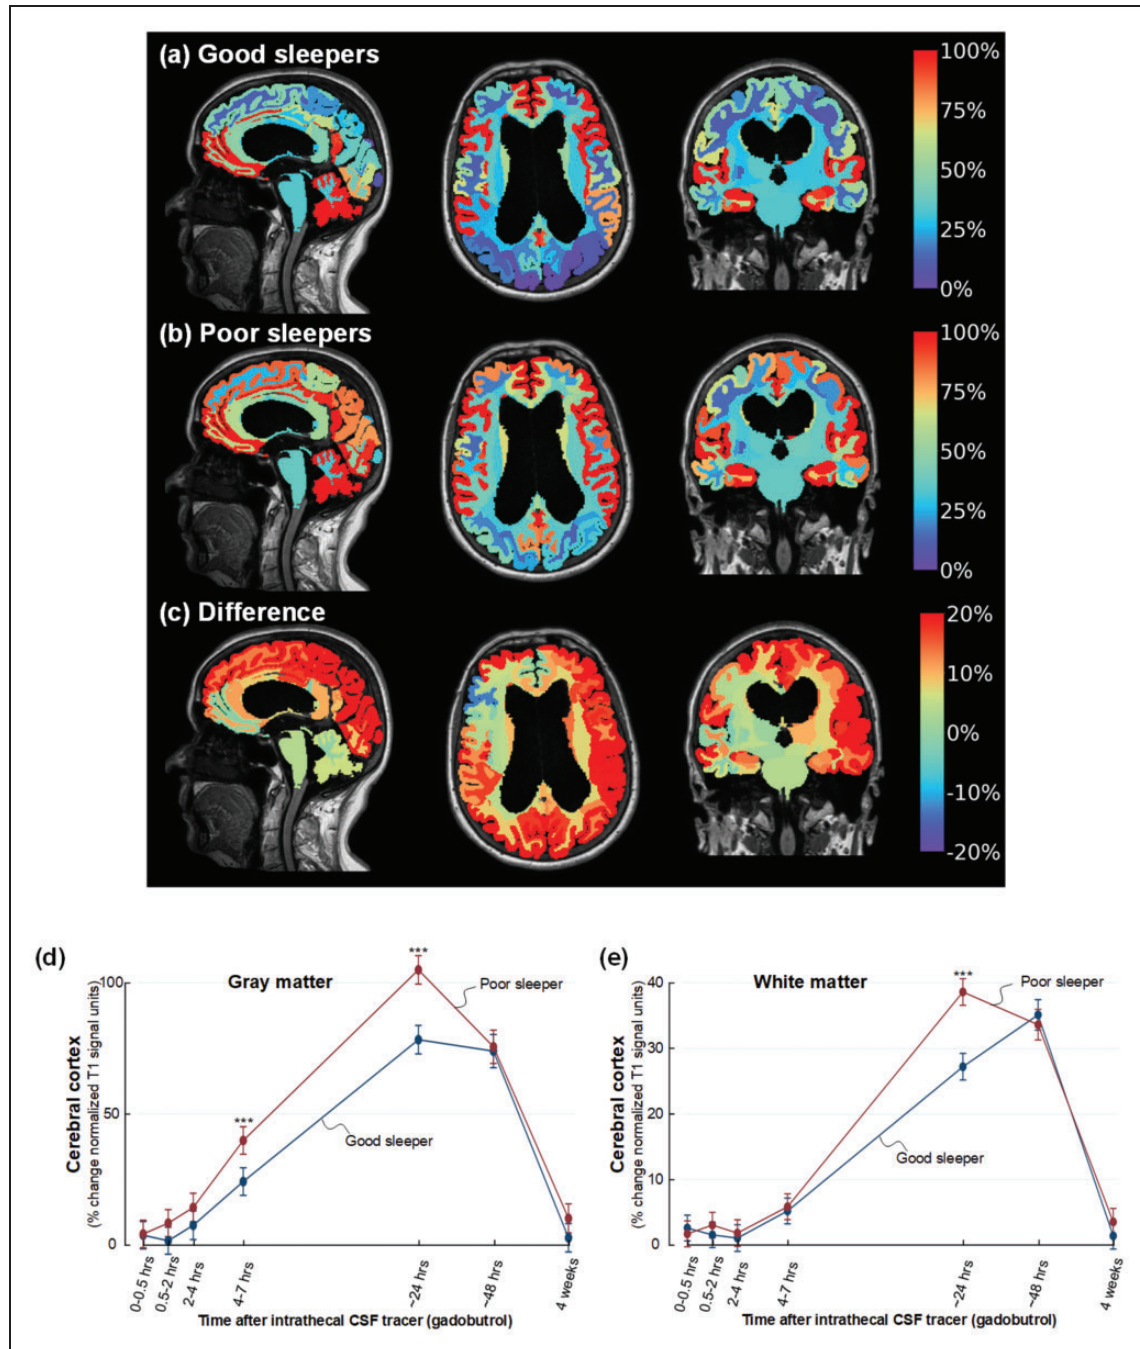 (a) Good sleepers
100%
75%
50%
25%
0%
(b) Poor sleepers
100%
75%
50%
25%
0%
(c) Difference
20%
10%
0%
-10%
-20%
(d)
Gray matter
***
***
Poor sleeper
Good sleeper
Cerebral cortex
(% change normalized T1 signal units)
100
50
0
0-0.5 hrs
0.5-2 hrs
2-4 hrs
4-7 hrs
~24 hrs
~48 hrs
4 weeks
Time after intrathecal CSF tracer (gadobutrol)
(e)
White matter
***
Poor sleeper
Good sleeper
Cerebral cortex
(% change normalized T1 signal units)
40
30
20
10
0
0-0.5 hrs
0.5-2 hrs
2-4 hrs
4-7 hrs
~24 hrs
~48 hrs
4 weeks
Time after intrathecal CSF tracer (gadobutrol)